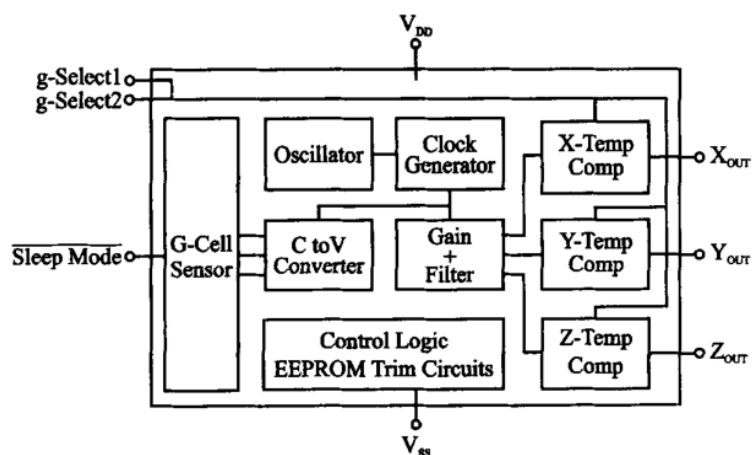 V_DD
g-Select1
g-Select2
Oscillator
Clock
Generator
X-Temp
Comp
X_OUT
Sleep Mode
G-Cell
Sensor
C toV
Converter
Gain
+
Filter
Y-Temp
Comp
Y_OUT
Control Logic
EEPROM Trim Circuits
Z-Temp
Comp
Z_OUT
V_SS